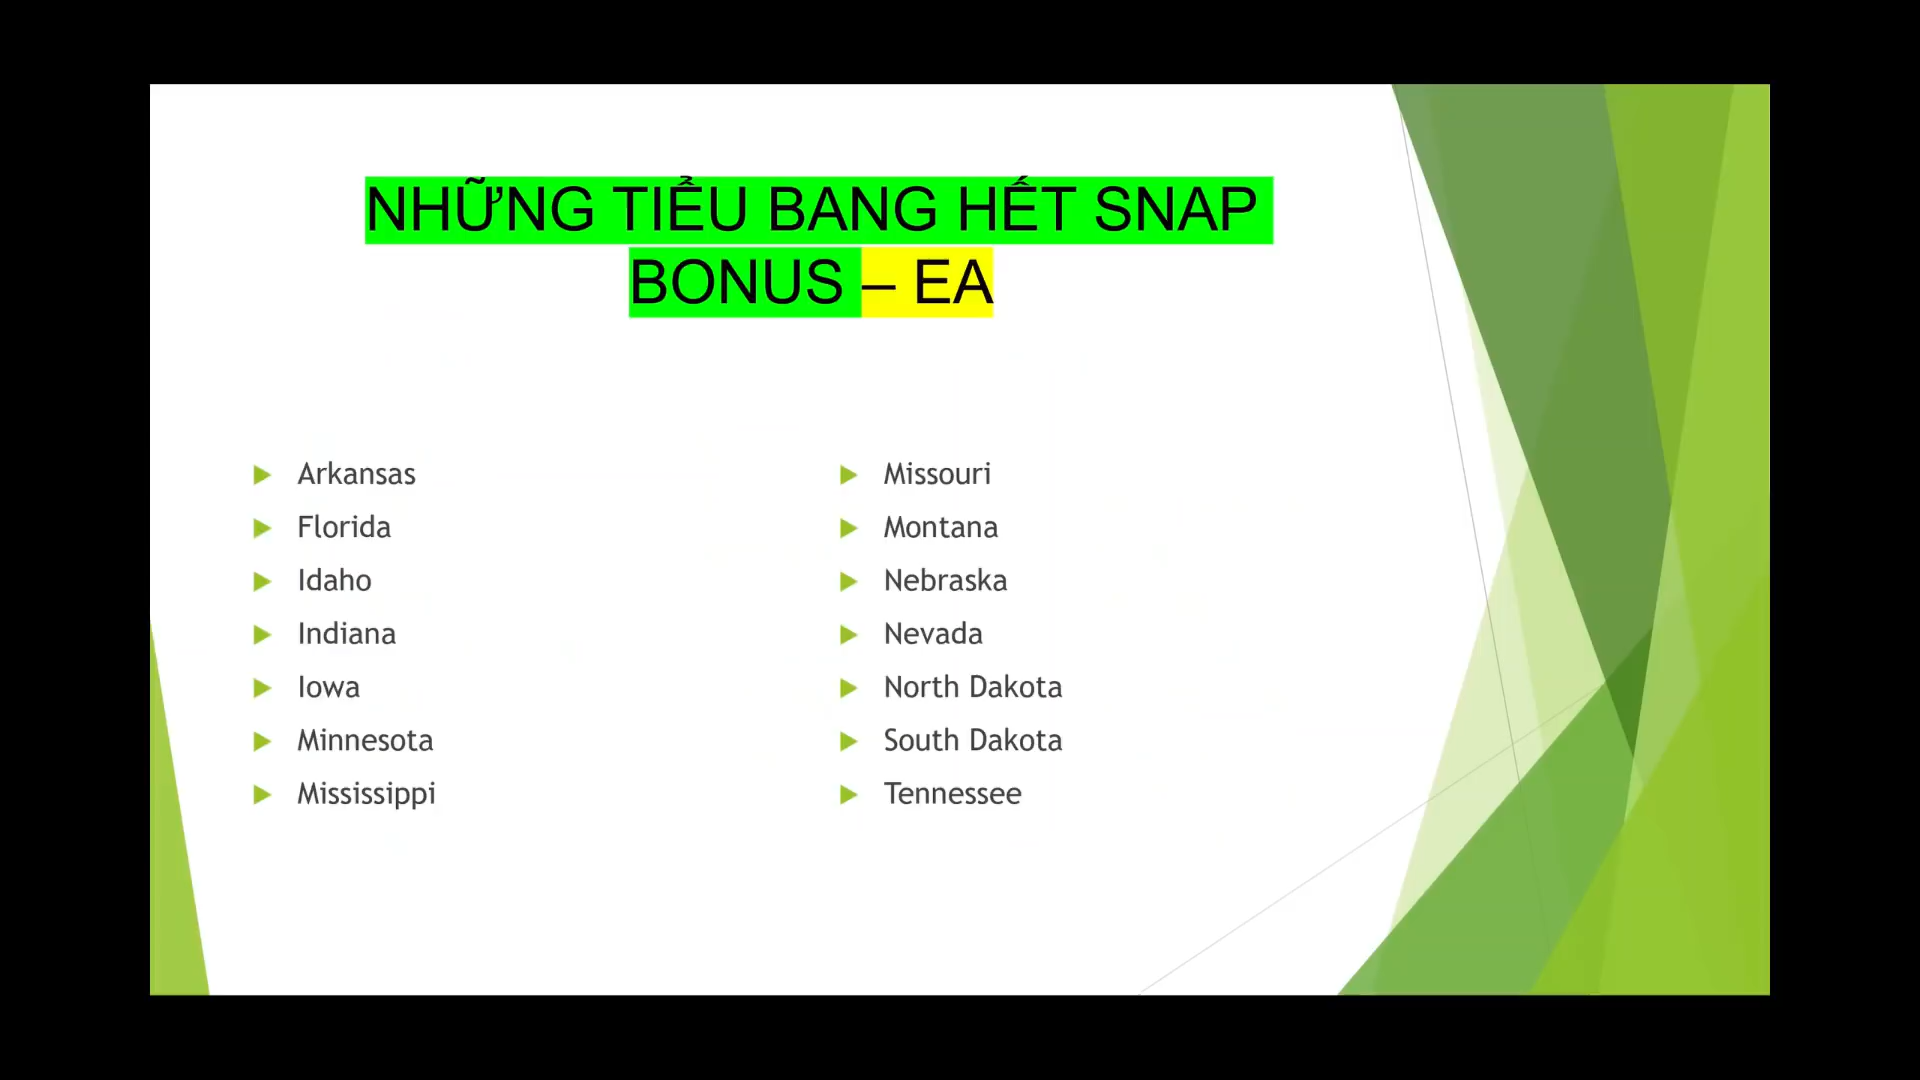 NHỮNG TIỂU BANG HẾT SNAP
BONUS – EA
Arkansas
Florida
Idaho
Indiana
Iowa
Minnesota
Mississippi
Missouri
Montana
Nebraska
Nevada
North Dakota
South Dakota
Tennessee